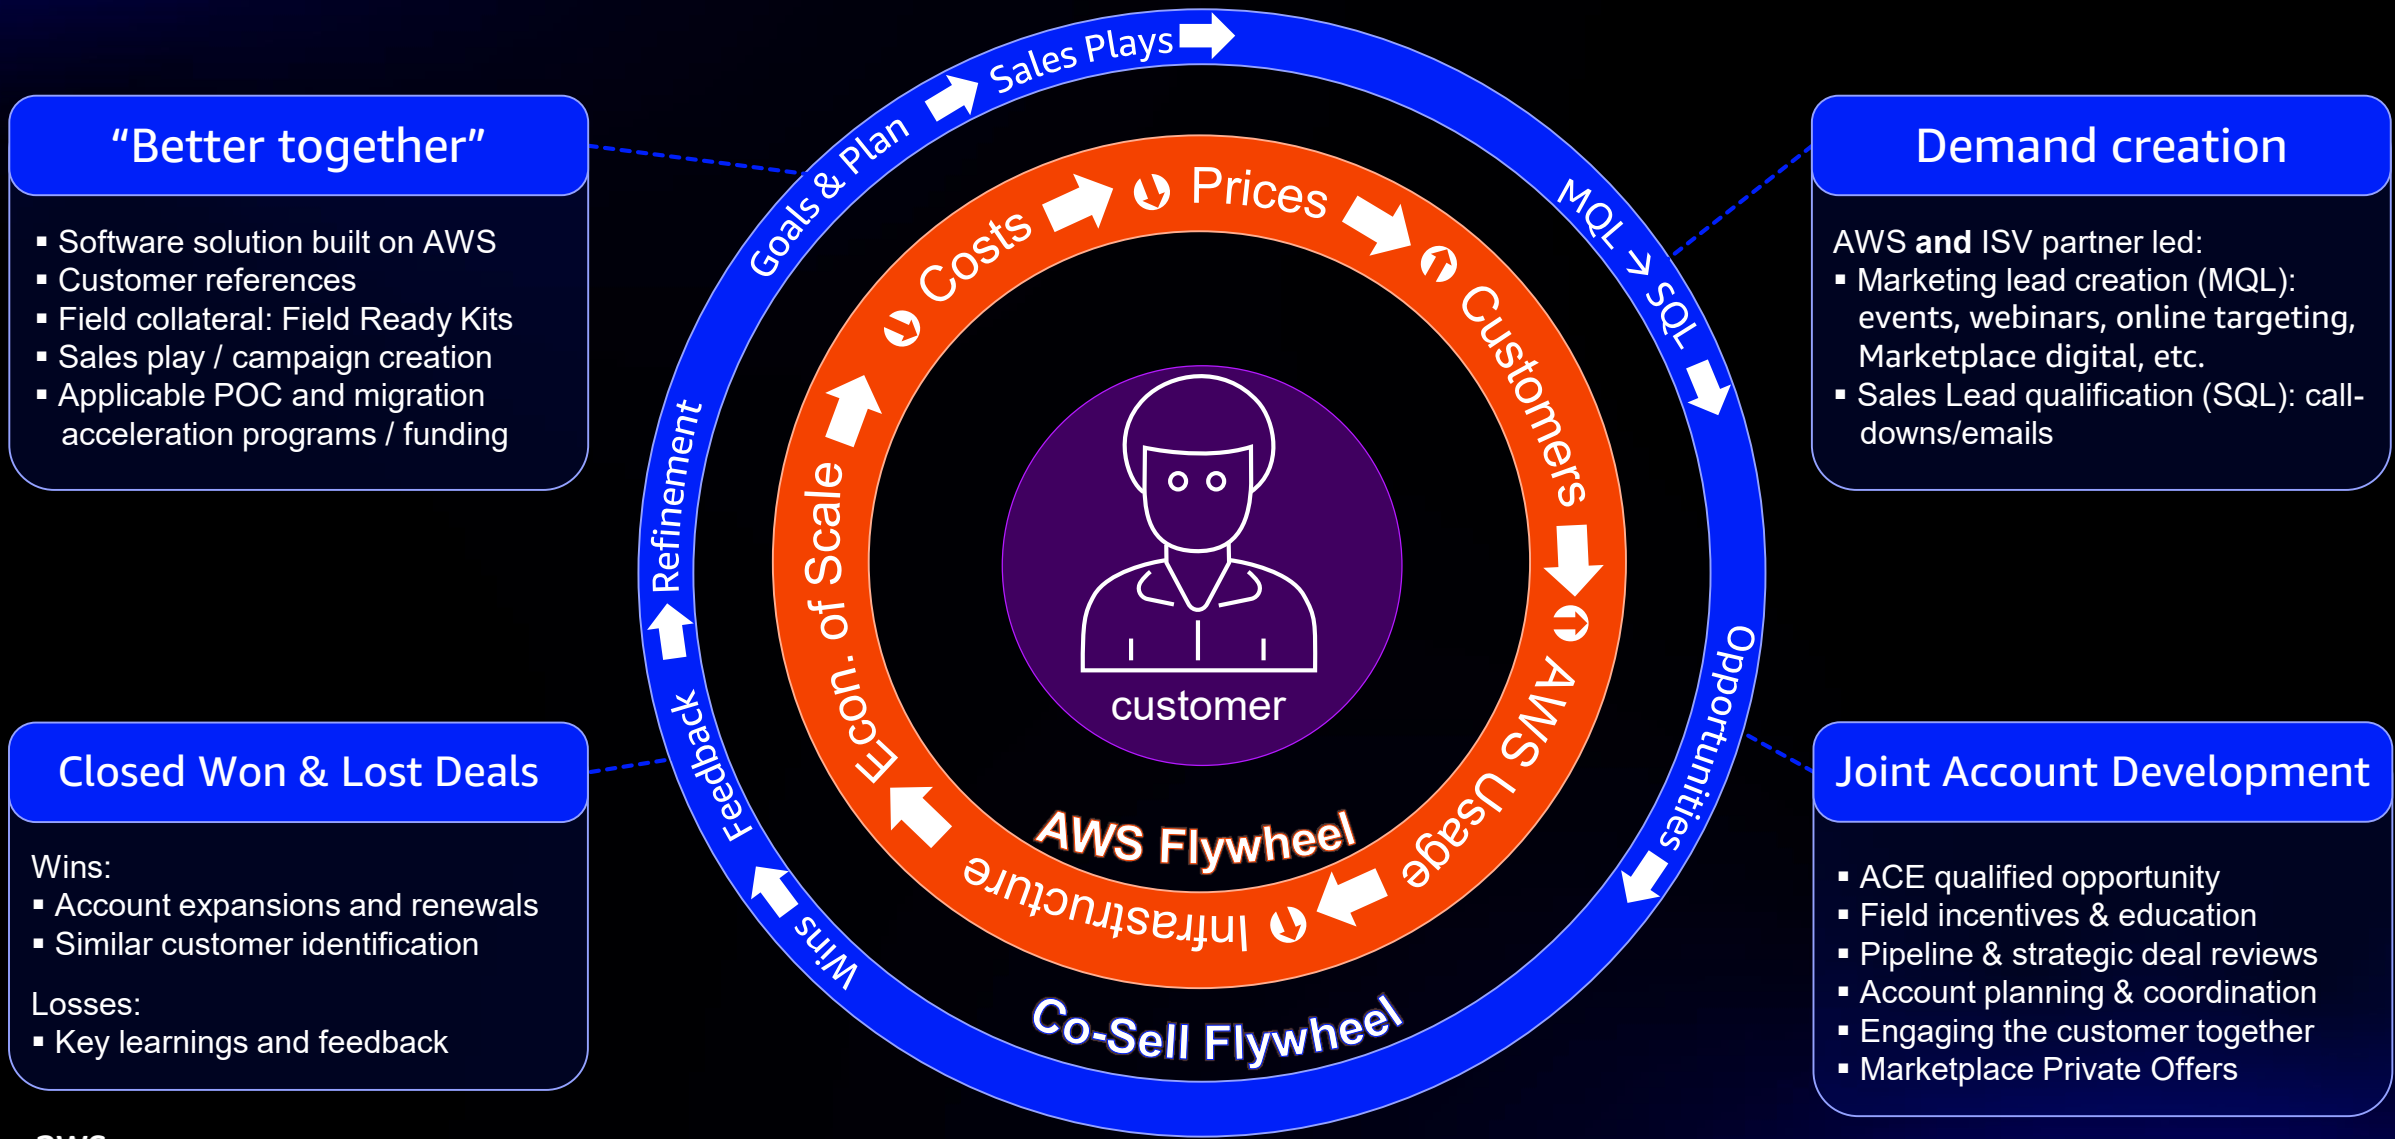 “Better together”
▪ Software solution built on AWS
▪ Customer references
▪ Field collateral: Field Ready Kits
▪ Sales play / campaign creation
▪ Applicable POC and migration
acceleration programs / funding
Closed Won & Lost Deals
Wins:
▪ Account expansions and renewals
▪ Similar customer identification
Losses:
▪ Key learnings and feedback
Goals & Plan
Sales Plays
MQL → SQL
Opportunities
Wins
Feedback
Refinement
Costs
Prices
Customers
AWS Usage
Infrastructure
Econ. of Scale
customer
AWS Flywheel
Co-Sell Flywheel
Demand creation
AWS and ISV partner led:
▪ Marketing lead creation (MQL):
events, webinars, online targeting,
Marketplace digital, etc.
▪ Sales Lead qualification (SQL): call-
downs/emails
Joint Account Development
▪ ACE qualified opportunity
▪ Field incentives & education
▪ Pipeline & strategic deal reviews
▪ Account planning & coordination
▪ Engaging the customer together
▪ Marketplace Private Offers
aws